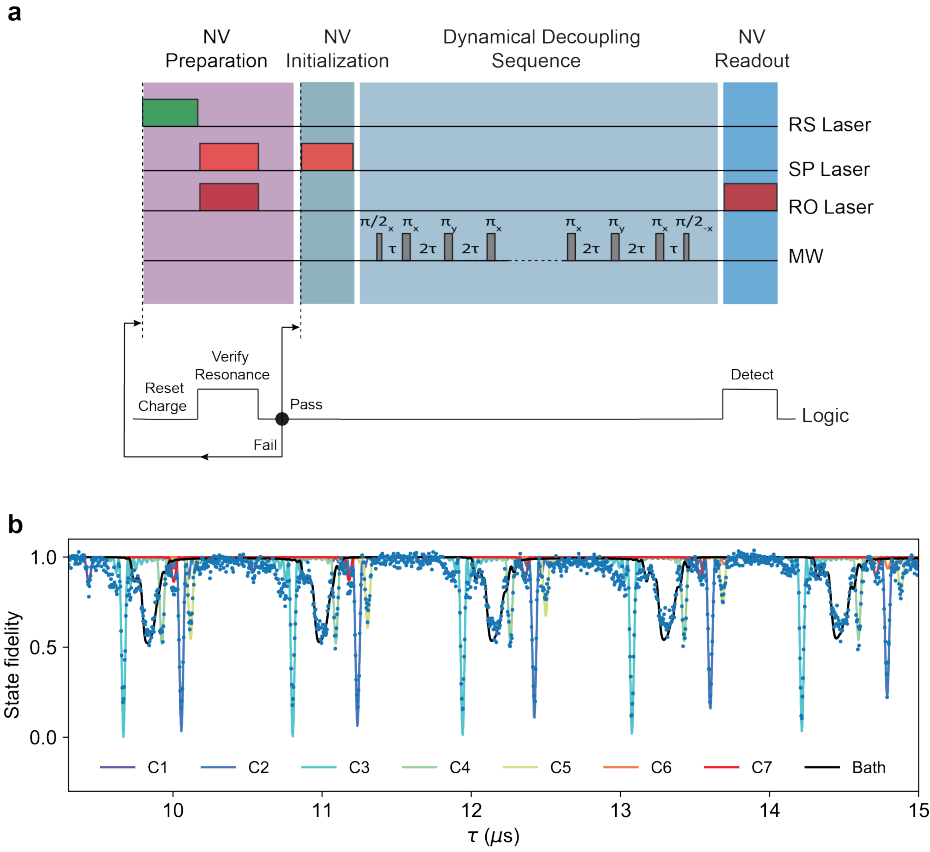 a
NV Preparation
NV Initialization
Dynamical Decoupling Sequence
NV Readout
RS Laser
SP Laser
RO Laser
π/2ₓ πₓ π_y πₓ πₓ π_y πₓ π/2₋ₓ
τ 2τ 2τ 2τ 2τ τ
MW
Verify Resonance
Reset Charge
Pass
Fail
Detect
Logic
b
State fidelity
1.0
0.5
0.0
C1 C2 C3 C4 C5 C6 C7 Bath
10 11 12 13 14 15
τ (μs)